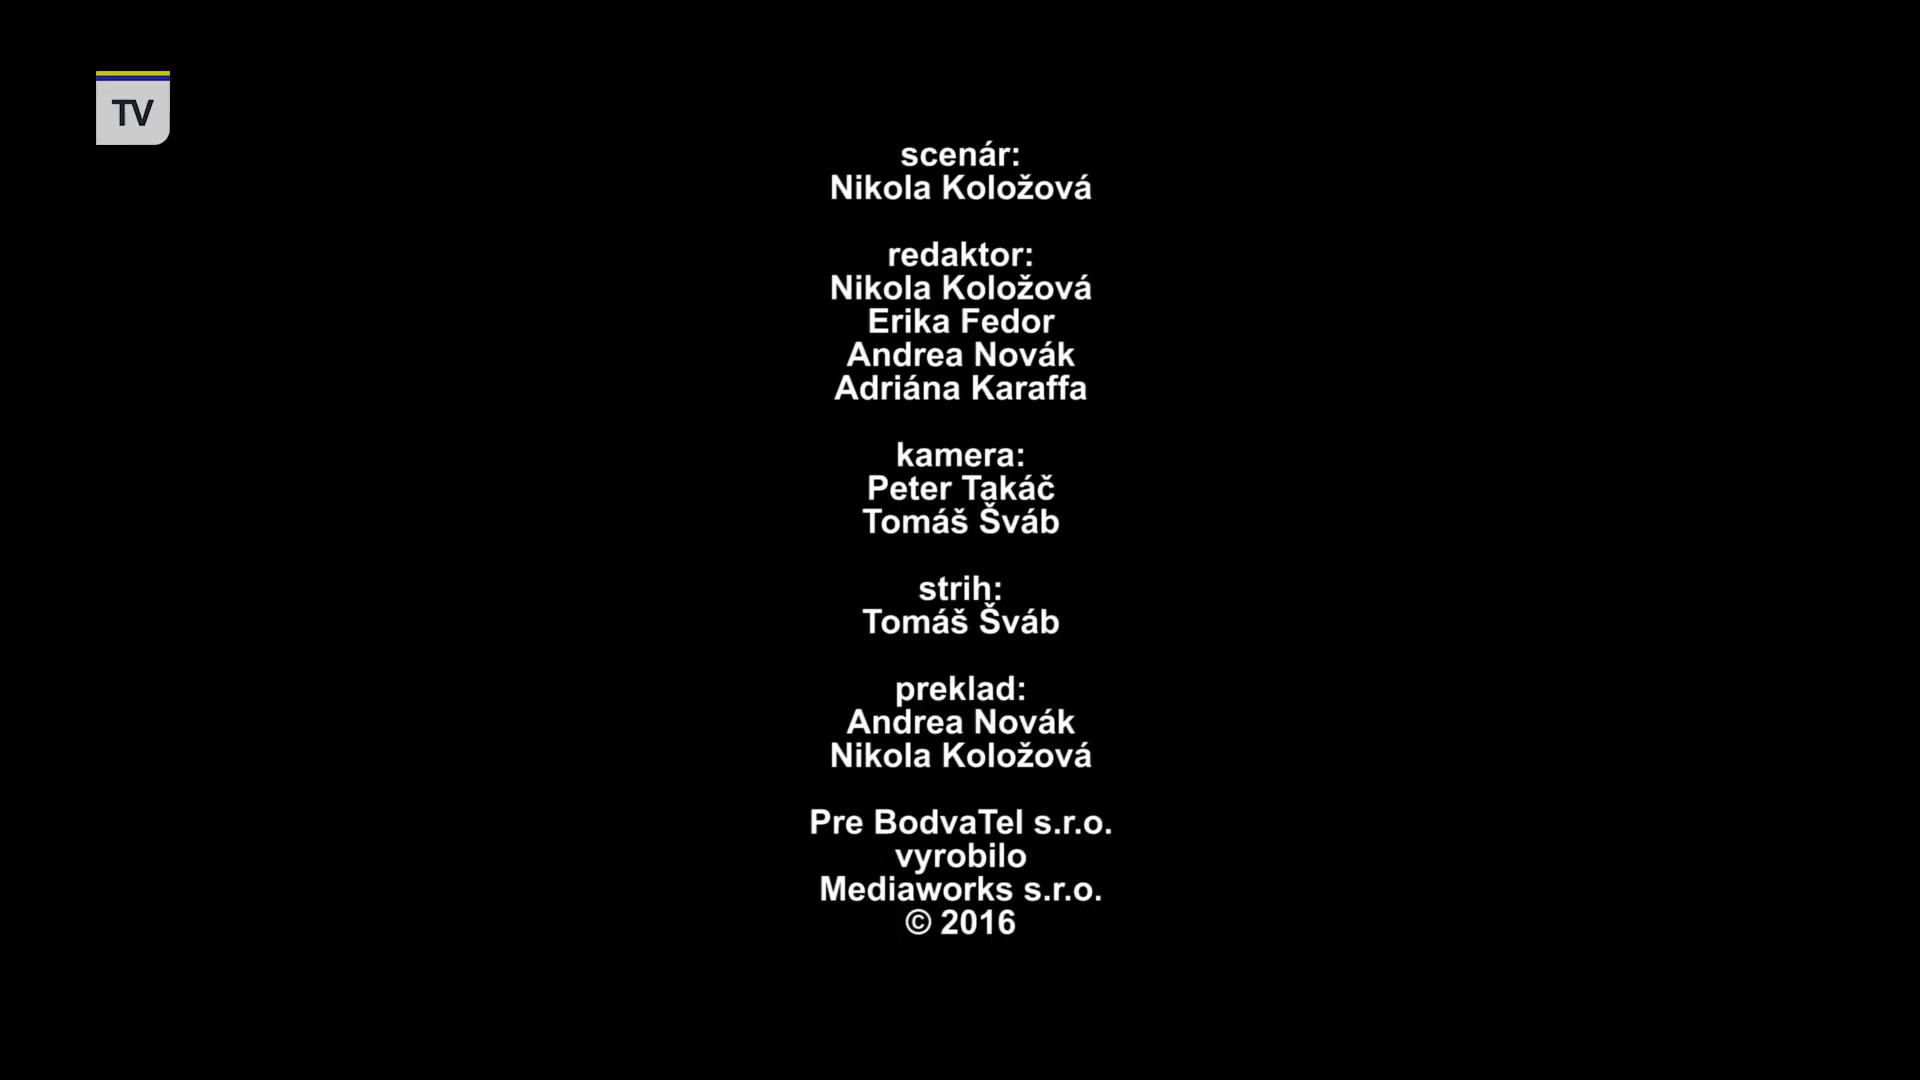 TV
scenár:
Nikola Koložová
redaktor:
Nikola Koložová
Erika Fedor
Andrea Novák
Adriána Karaffa
kamera:
Peter Takáč
Tomáš Šváb
strih:
Tomáš Šváb
preklad:
Andrea Novák
Nikola Koložová
Pre BodvaTel s.r.o.
vyrobilo
Mediaworks s.r.o.
© 2016